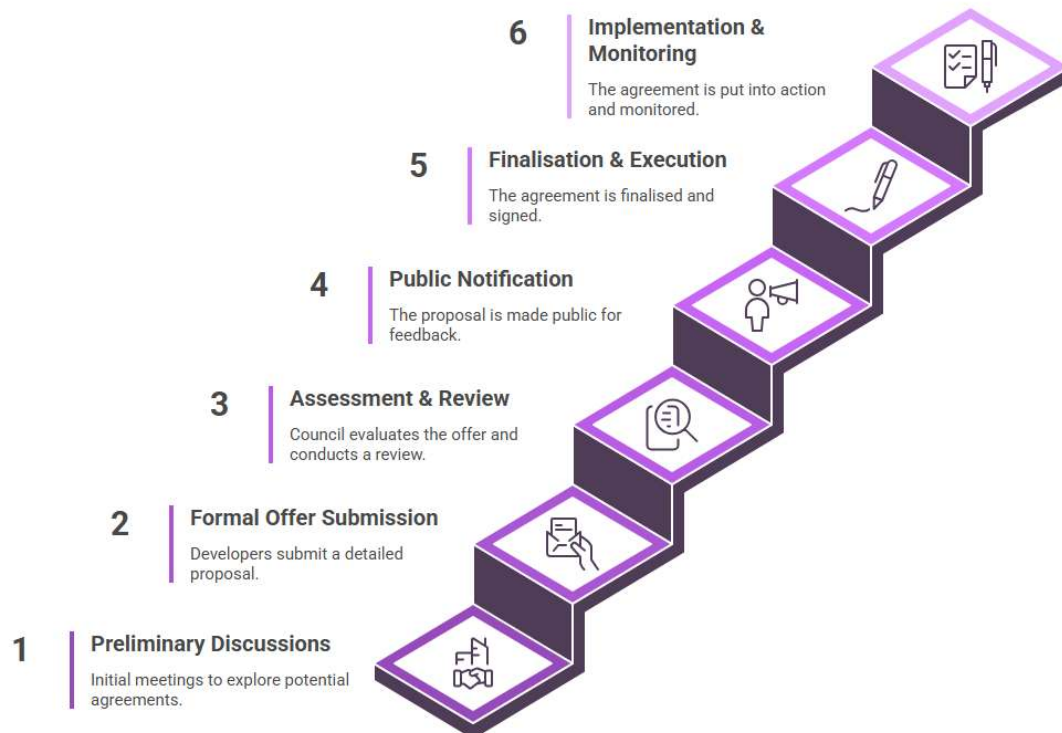 6
Implementation &
Monitoring
The agreement is put into action
and monitored.
5
Finalisation & Execution
The agreement is finalised and
signed.
4
Public Notification
The proposal is made public for
feedback.
3
Assessment & Review
Council evaluates the offer and
conducts a review.
2
Formal Offer Submission
Developers submit a detailed
proposal.
1
Preliminary Discussions
Initial meetings to explore potential
agreements.